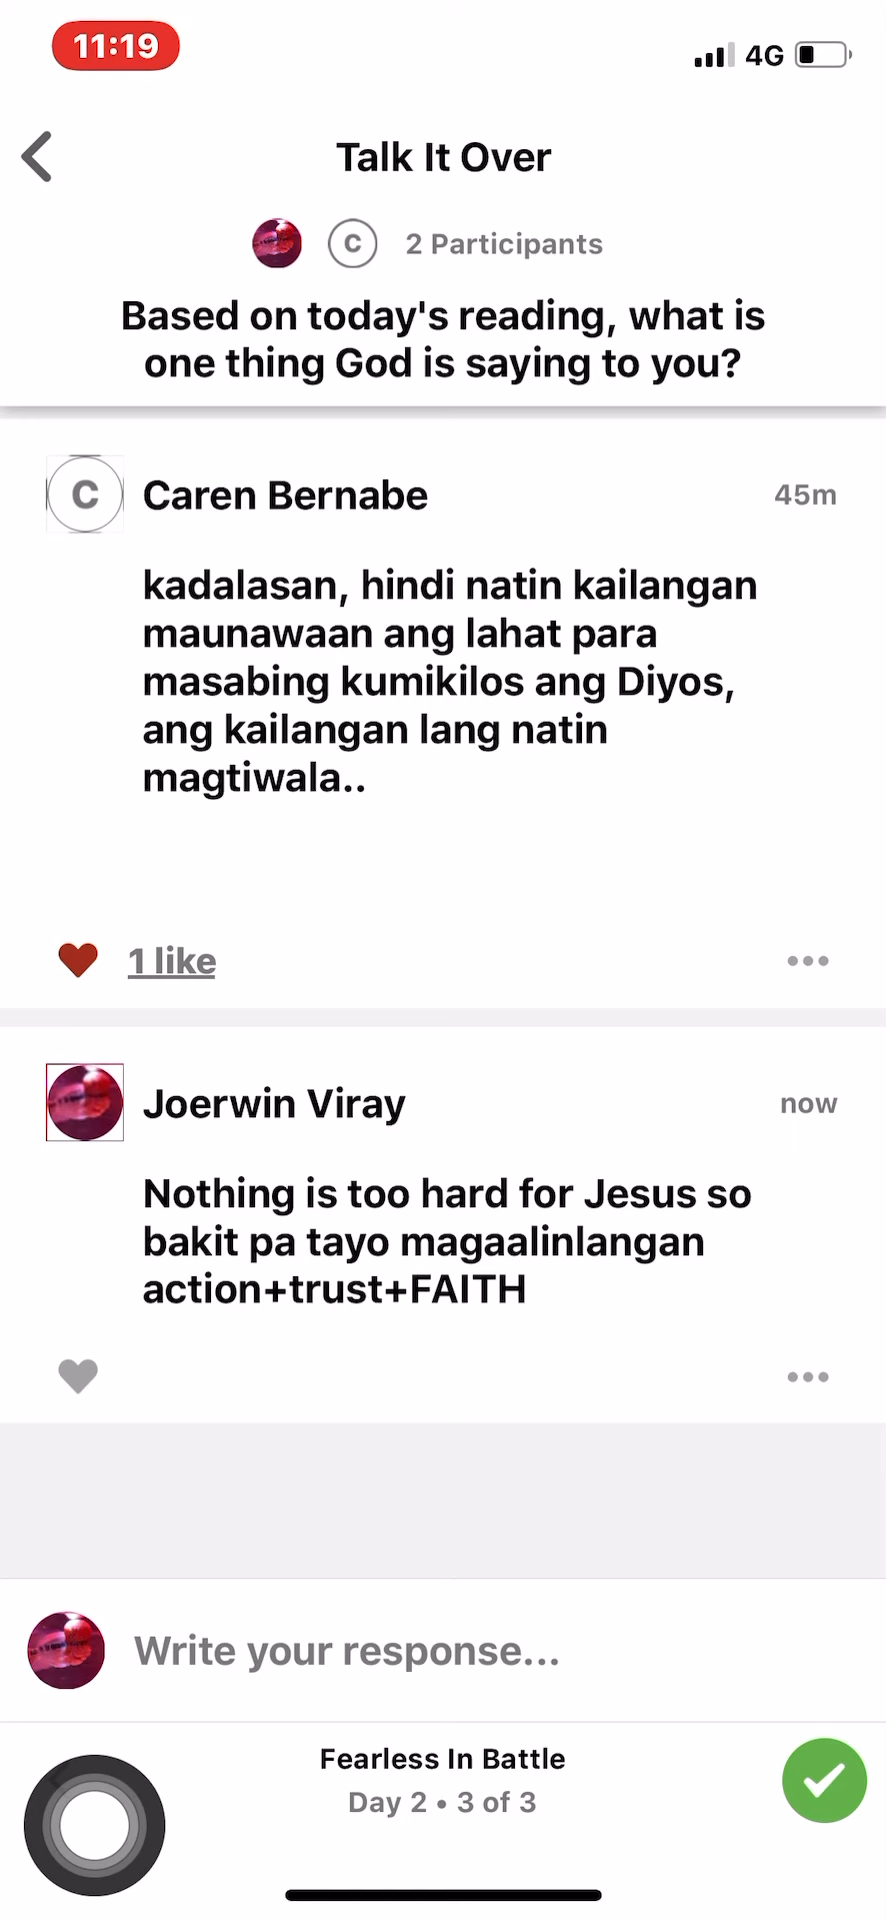 11:19
4G
Talk It Over
C
2 Participants
Based on today's reading, what is
one thing God is saying to you?
C
Caren Bernabe
45m
kadalasan, hindi natin kailangan
maunawaan ang lahat para
masabing kumikilos ang Diyos,
ang kailangan lang natin
magtiwala..
1 like
Joerwin Viray
now
Nothing is too hard for Jesus so
bakit pa tayo magaalinlangan
action+trust+FAITH
Write your response...
Fearless In Battle
Day 2 • 3 of 3